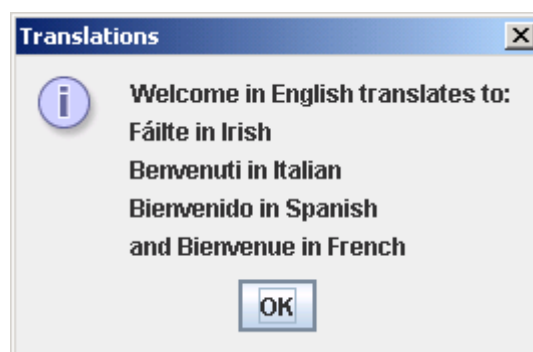 Translations
Welcome in English translates to:
Fáilte in Irish
Benvenuti in Italian
Bienvenido in Spanish
and Bienvenue in French
OK